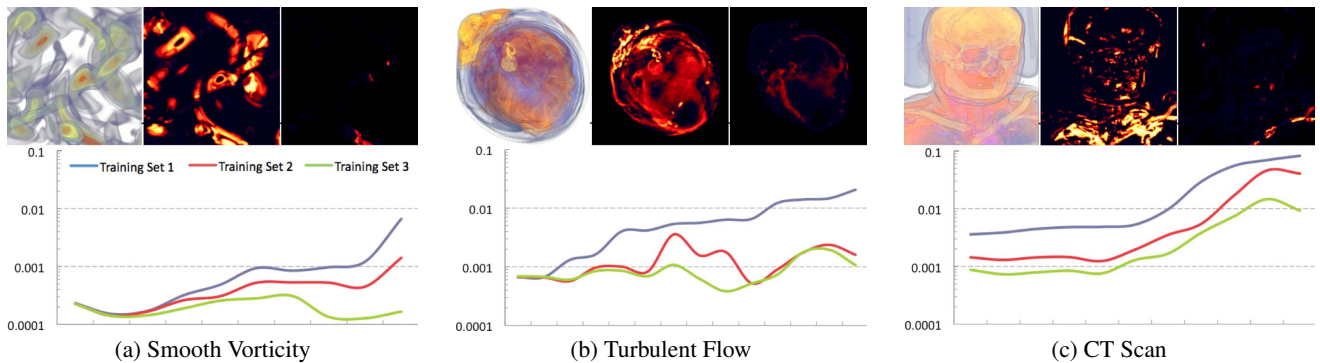 0.1
Training Set 1
Training Set 2
Training Set 3
0.01
0.001
0.0001
(a) Smooth Vorticity
0.1
0.01
0.001
0.0001
(b) Turbulent Flow
0.1
0.01
0.001
0.0001
(c) CT Scan